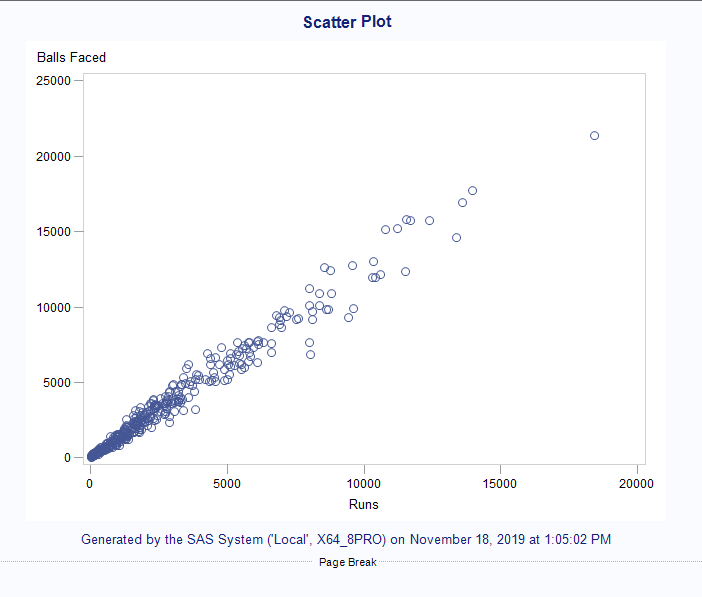 Scatter Plot
Balls Faced
25000
20000
15000
10000
5000
0
0 5000 10000 15000 20000
Runs
Generated by the SAS System ('Local', X64_8PRO) on November 18, 2019 at 1:05:02 PM
Page Break